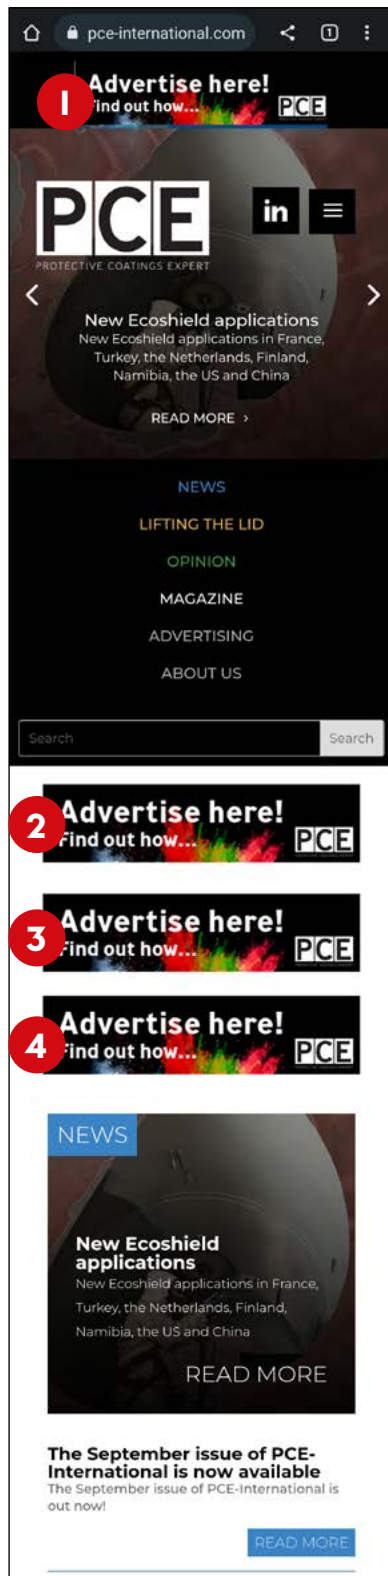 pce-international.com
1
Advertise here!
1
Find out how...
PCE
PCE
in
PROTECTIVE COATINGS EXPERT
New Ecoshield applications
New Ecoshield applications in France,
Turkey, the Netherlands, Finland,
Namibia, the US and China
READ MORE >
NEWS
LIFTING THE LID
OPINION
MAGAZINE
ADVERTISING
ABOUT US
Search Search
Advertise here!
2
Find out how...
PCE
Advertise here!
3
Find out how...
PCE
Advertise here!
4
Find out how...
PCE
NEWS
New Ecoshield
applications
New Ecoshield applications in France,
Turkey, the Netherlands, Finland,
Namibia, the US and China
READ MORE
The September issue of PCE-
International is now available
The September issue of PCE-International is
out now!
READ MORE